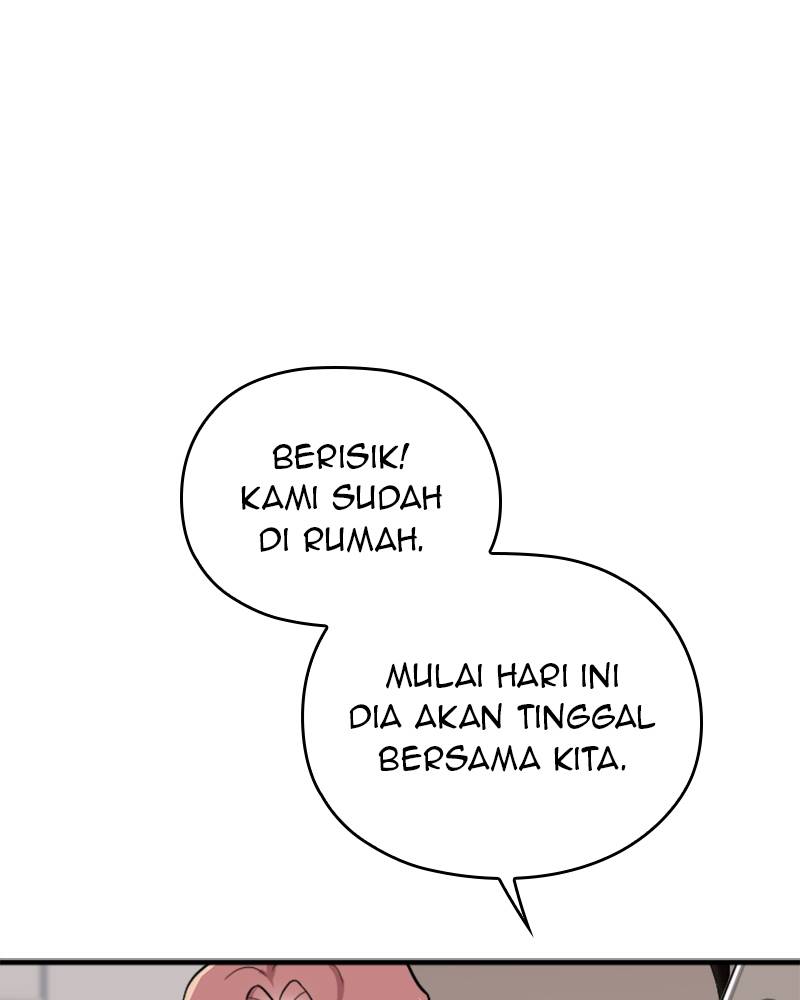 BERISIK!
KAMI SUDAH
DI RUMAH.
MULAI HARI INI
DIA AKAN TINGGAL
BERSAMA KITA.